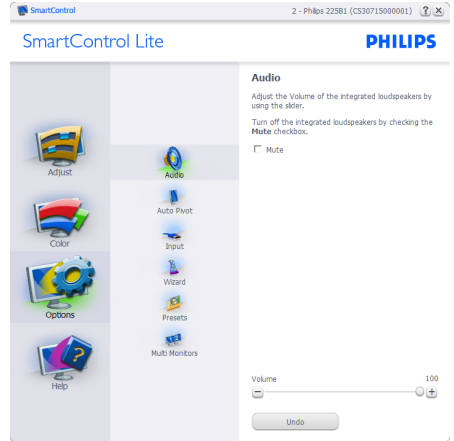 SmartControl
2 - Philips 225B1 (CS30715000001)
? ×
SmartControl Lite
PHILIPS
Adjust
Color
Options
Help
Audio
Auto Pivot
Input
Wizard
Presets
Multi Monitors
Audio
Adjust the Volume of the integrated loudspeakers by
using the slider.
Turn off the integrated loudspeakers by checking the
Mute checkbox.
Mute
Volume 100
Undo